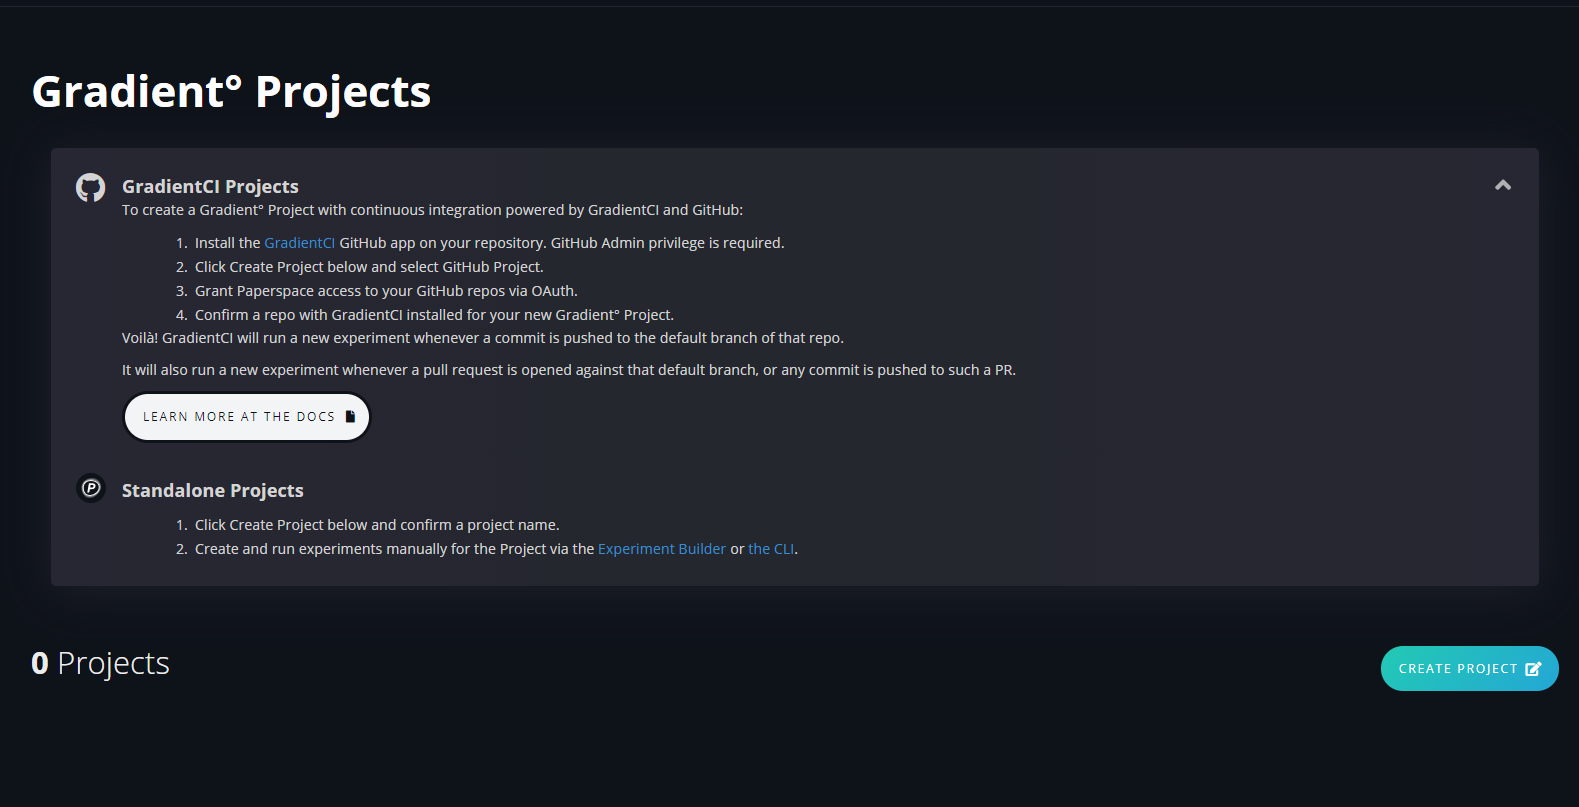 Gradient° Projects
GradientCI Projects
To create a Gradient° Project with continuous integration powered by GradientCI and GitHub:
1. Install the GradientCI GitHub app on your repository. GitHub Admin privilege is required.
2. Click Create Project below and select GitHub Project.
3. Grant Paperspace access to your GitHub repos via OAuth.
4. Confirm a repo with GradientCI installed for your new Gradient° Project.
Voilà! GradientCI will run a new experiment whenever a commit is pushed to the default branch of that repo.
It will also run a new experiment whenever a pull request is opened against that default branch, or any commit is pushed to such a PR.
LEARN MORE AT THE DOCS
Standalone Projects
1. Click Create Project below and confirm a project name.
2. Create and run experiments manually for the Project via the Experiment Builder or the CLI.
0 Projects
CREATE PROJECT